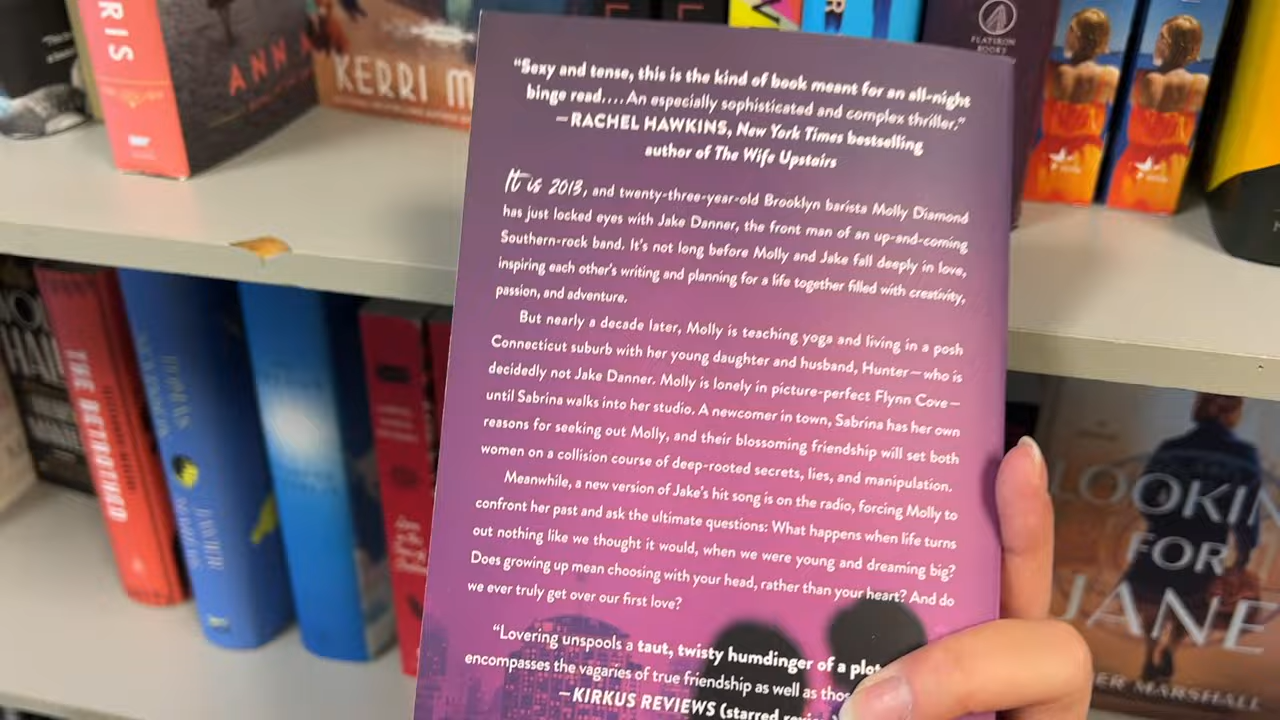 RIS
ANNA
KERRI M
FLATIRON
BOOKS
"Sexy and tense, this is the kind of book meant for an all-night
binge read.... An especially sophisticated and complex thriller."
—RACHEL HAWKINS, New York Times bestselling
author of The Wife Upstairs
It is 2013, and twenty-three-year-old Brooklyn barista Molly Diamond
has just locked eyes with Jake Danner, the front man of an up-and-coming
Southern-rock band. It's not long before Molly and Jake fall deeply in love,
inspiring each other's writing and planning for a life together filled with creativity,
passion, and adventure.
But nearly a decade later, Molly is teaching yoga and living in a posh
Connecticut suburb with her young daughter and husband, Hunter—who is
decidedly not Jake Danner. Molly is lonely in picture-perfect Flynn Cove—
until Sabrina walks into her studio. A newcomer in town, Sabrina has her own
reasons for seeking out Molly, and their blossoming friendship will set both
women on a collision course of deep-rooted secrets, lies, and manipulation.
Meanwhile, a new version of Jake's hit song is on the radio, forcing Molly to
confront her past and ask the ultimate questions: What happens when life turns
out nothing like we thought it would, when we were young and dreaming big?
Does growing up mean choosing with your head, rather than your heart? And do
we ever truly get over our first love?
"Lovering unspools a taut, twisty humdinger of a plot
encompasses the vagaries of true friendship as well as thos
—KIRKUS REVIEWS (starred revie
THE
LOOKIN
FOR
JANE
ER MARSHALL